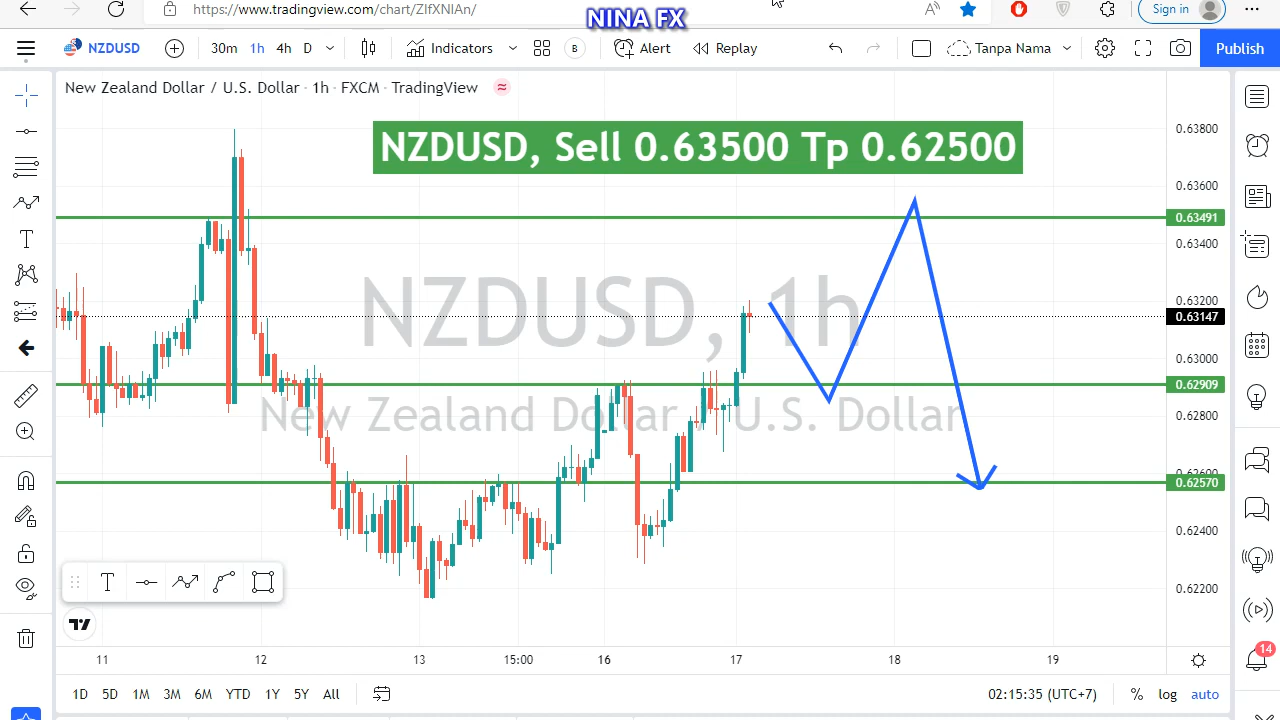 https://www.tradingview.com/chart/ZIfXNIAn/
NINA FX
Sign in
NZDUSD
30m 1h 4h D
Indicators
B
Alert
Replay
Tanpa Nama
Publish
New Zealand Dollar / U.S. Dollar · 1h · FXCM · TradingView
NZDUSD, Sell 0.63500 Tp 0.62500
NZDUSD, 1h
New Zealand Dollar / U.S. Dollar
0.63800
0.63600
0.63491
0.63400
0.63200
0.63147
0.63000
0.62909
0.62800
0.62600
0.62570
0.62400
0.62200
T
11 12 13 15:00 16 17 18 19
14
1D 5D 1M 3M 6M YTD 1Y 5Y All
02:15:35 (UTC+7)
% log auto